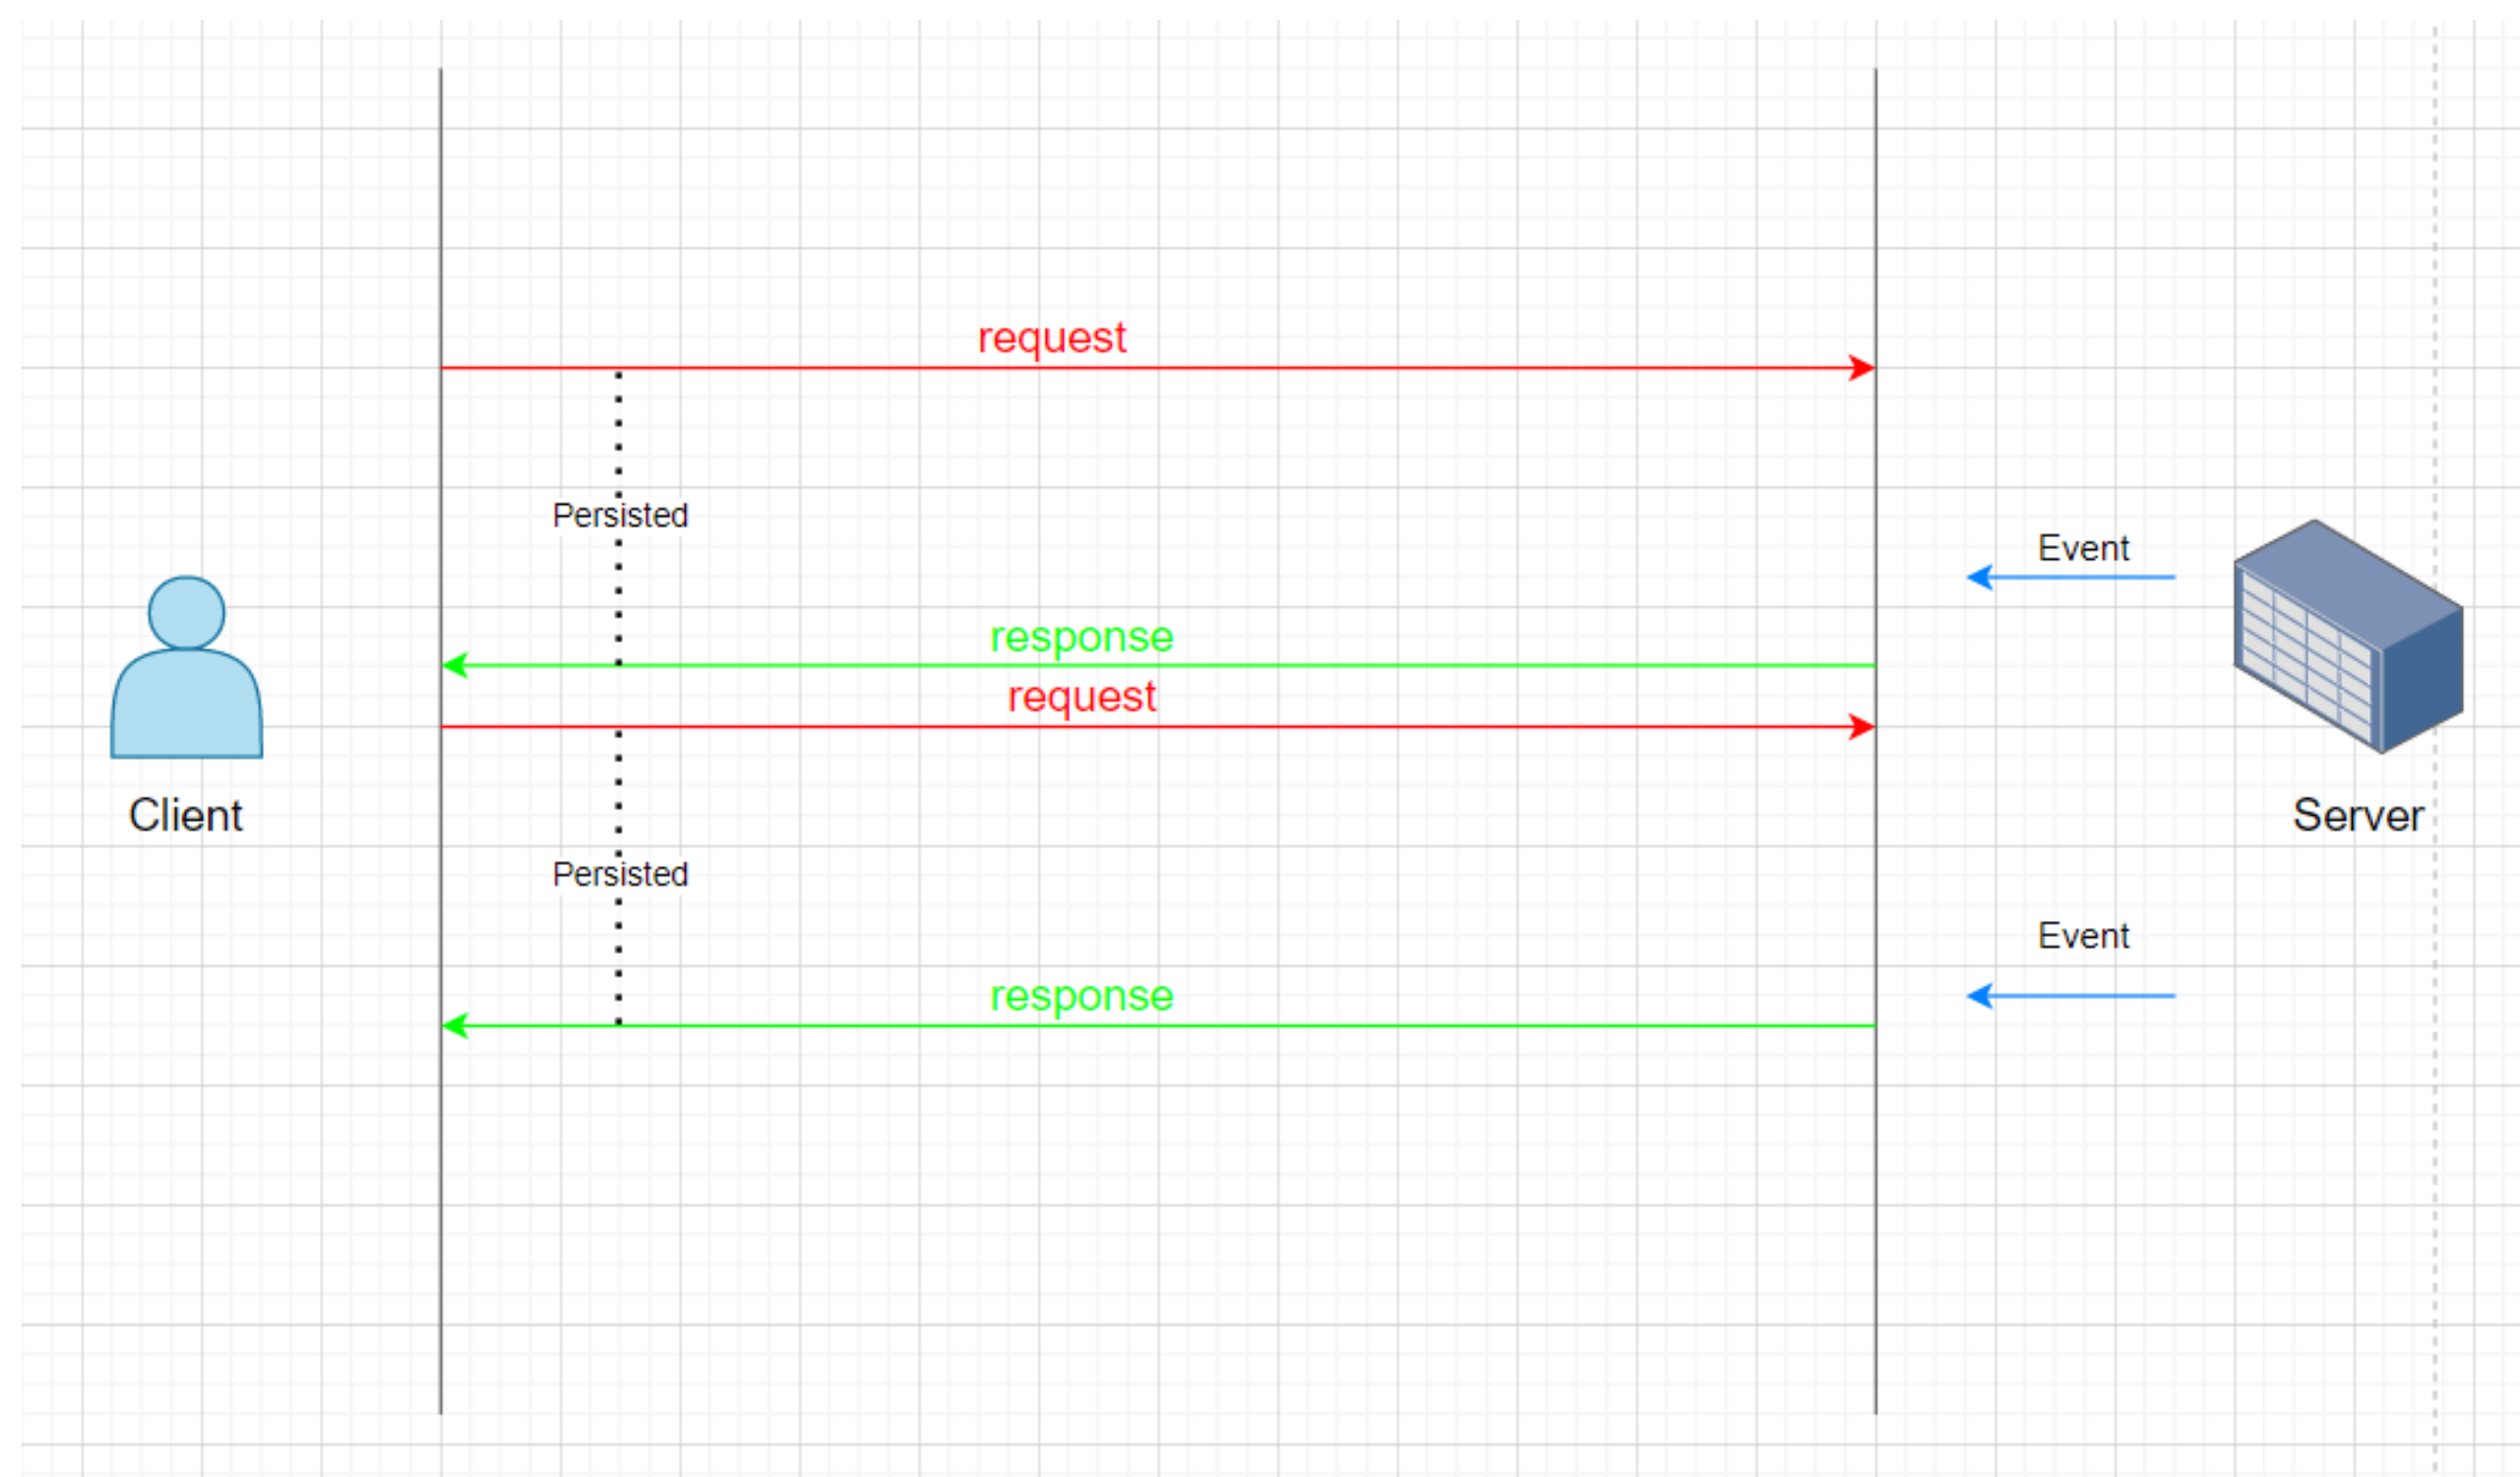 request
Persisted
Event
response
request
Client
Server
Persisted
Event
response